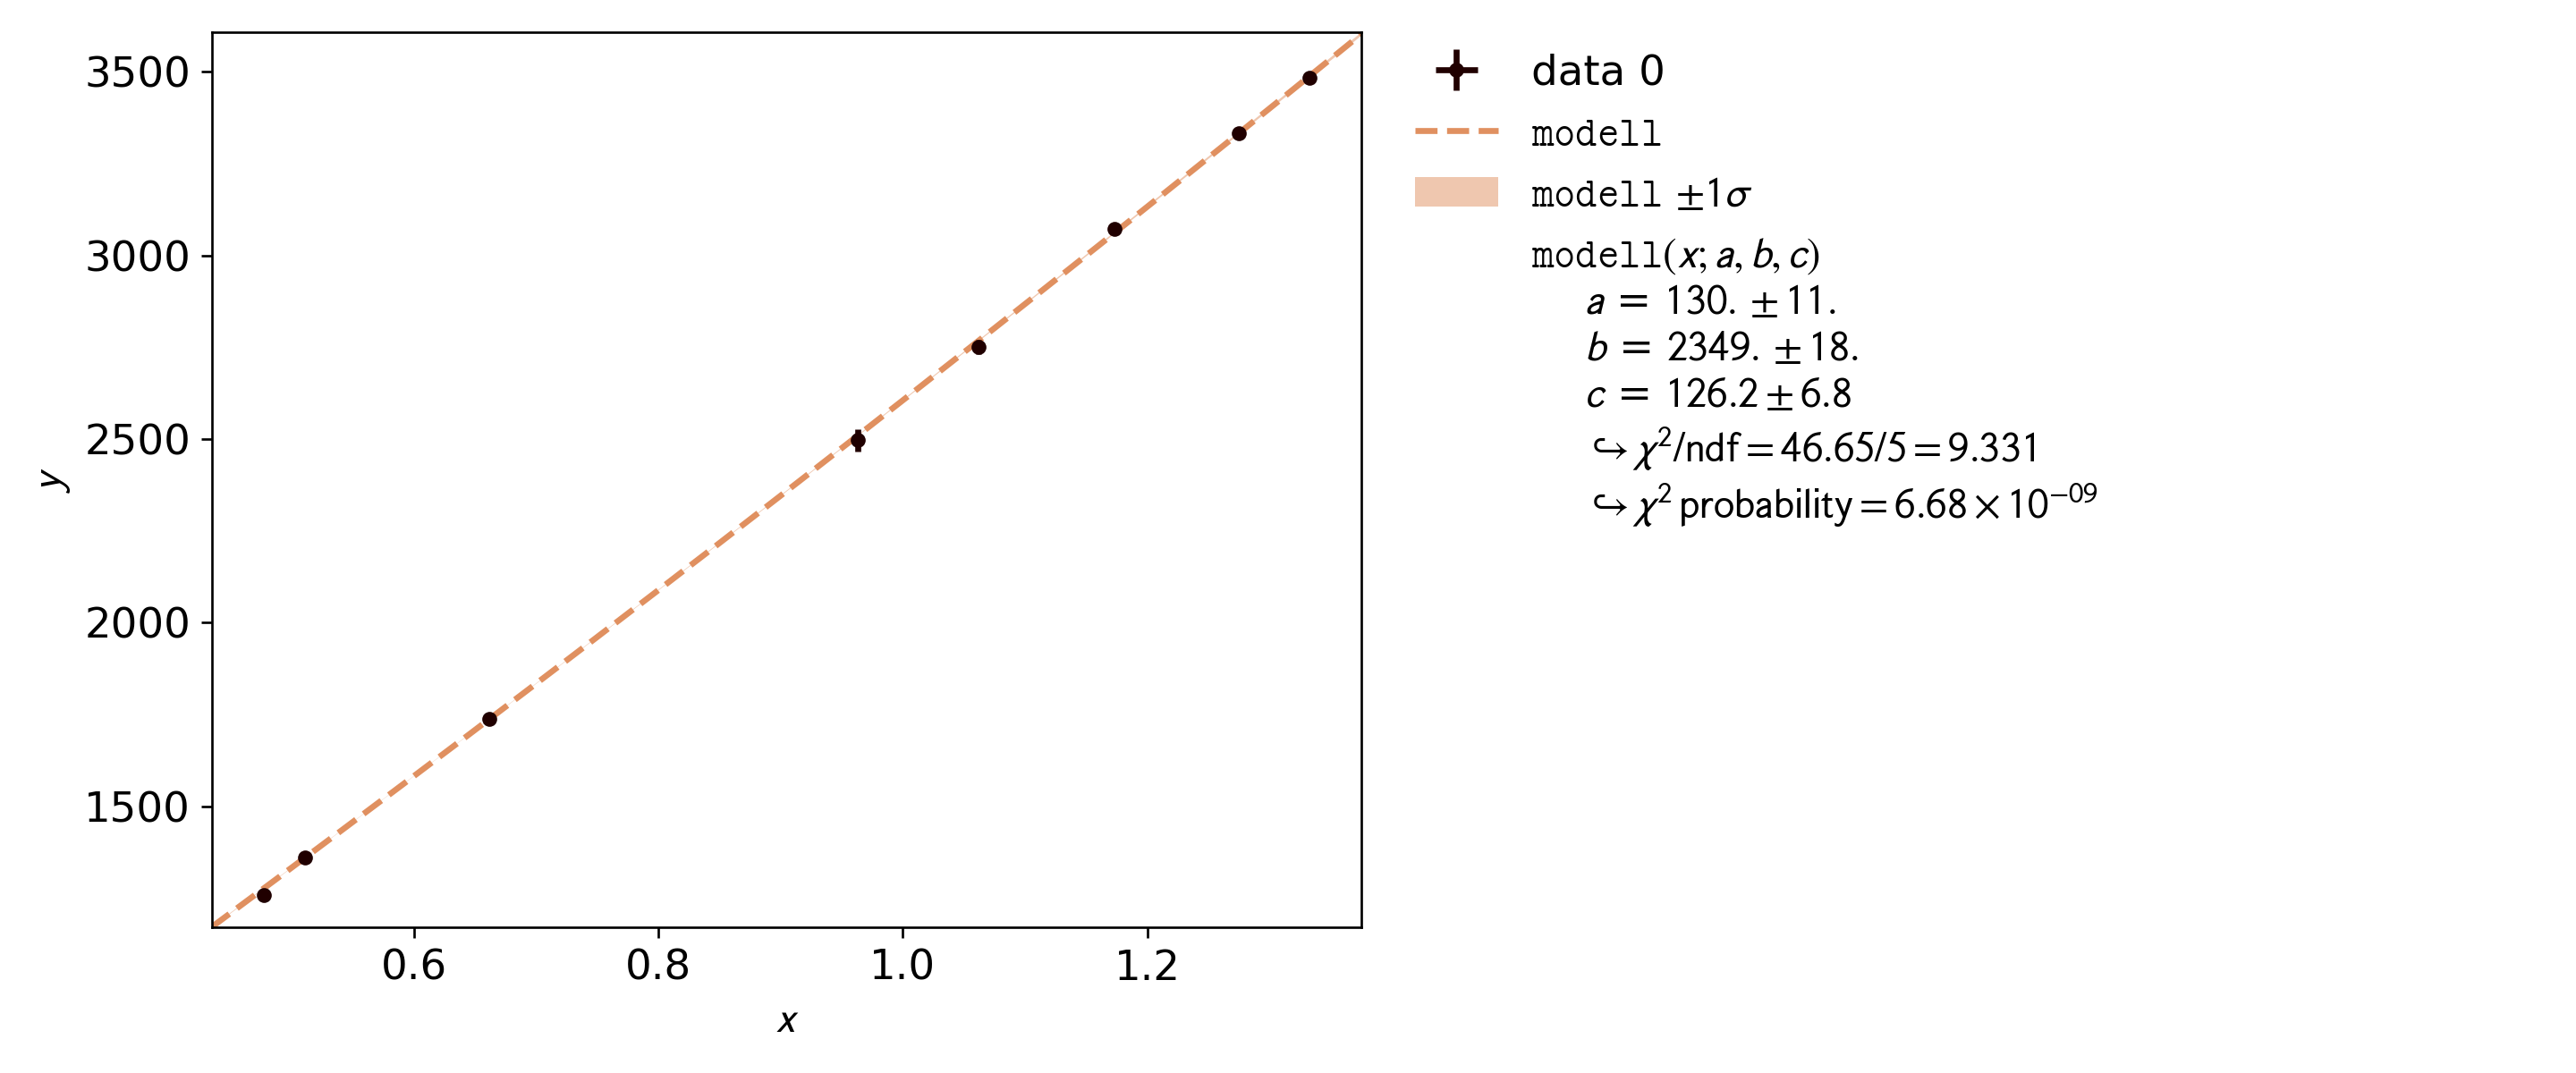 3500
3000
2500
2000
1500
y
0.6 0.8 1.0 1.2
x
data 0
modell
modell ±1σ
modell(x; a, b, c)
a = 130. ± 11.
b = 2349. ± 18.
c = 126.2 ± 6.8
↪ χ²/ndf = 46.65/5 = 9.331
↪ χ² probability = 6.68 × 10⁻⁰⁹